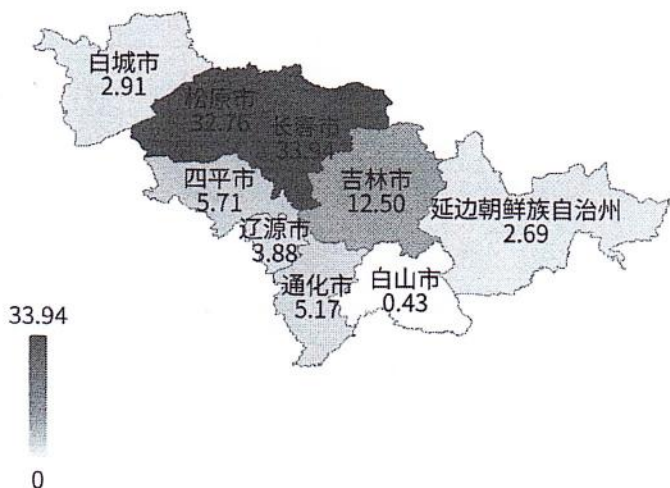 白城市
2.91
松原市
32.76
长春市
33.94
四平市
5.71
吉林市
12.50
延边朝鲜族自治州
2.69
辽源市
3.88
通化市
5.17
白山市
0.43
33.94
0